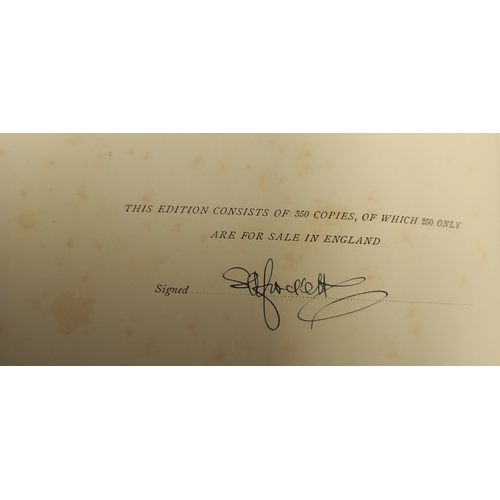 THIS EDITION CONSISTS OF 350 COPIES, OF WHICH 250 ONLY
ARE FOR SALE IN ENGLAND
Signed